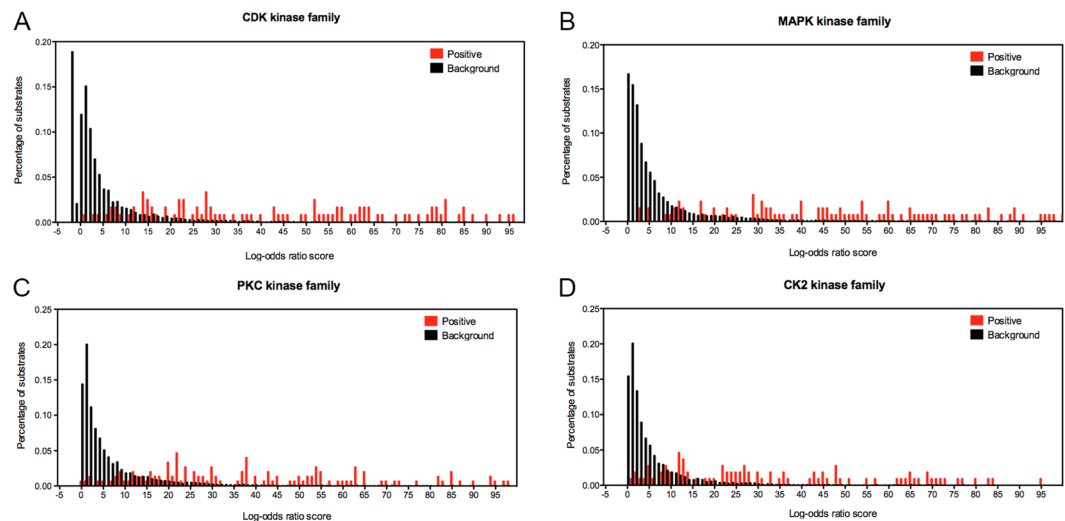 A
CDK kinase family
0.20
0.15
0.10
0.05
0.00
Percentage of substrates
Positive
Background
-5 0 5 10 15 20 25 30 35 40 45 50 55 60 65 70 75 80 85 90 95
Log-odds ratio score
B
MAPK kinase family
0.20
0.15
0.10
0.05
0.00
Percentage of substrates
Positive
Background
-5 0 5 10 15 20 25 30 35 40 45 50 55 60 65 70 75 80 85 90 95
Log-odds ratio score
C
PKC kinase family
0.25
0.20
0.15
0.10
0.05
0.00
Percentage of substrates
Positive
Background
-5 0 5 10 15 20 25 30 35 40 45 50 55 60 65 70 75 80 85 90 95
Log-odds ratio score
D
CK2 kinase family
0.25
0.20
0.15
0.10
0.05
0.00
Percentage of substrates
Positive
Background
-5 0 5 10 15 20 25 30 35 40 45 50 55 60 65 70 75 80 85 90 95
Log-odds ratio score